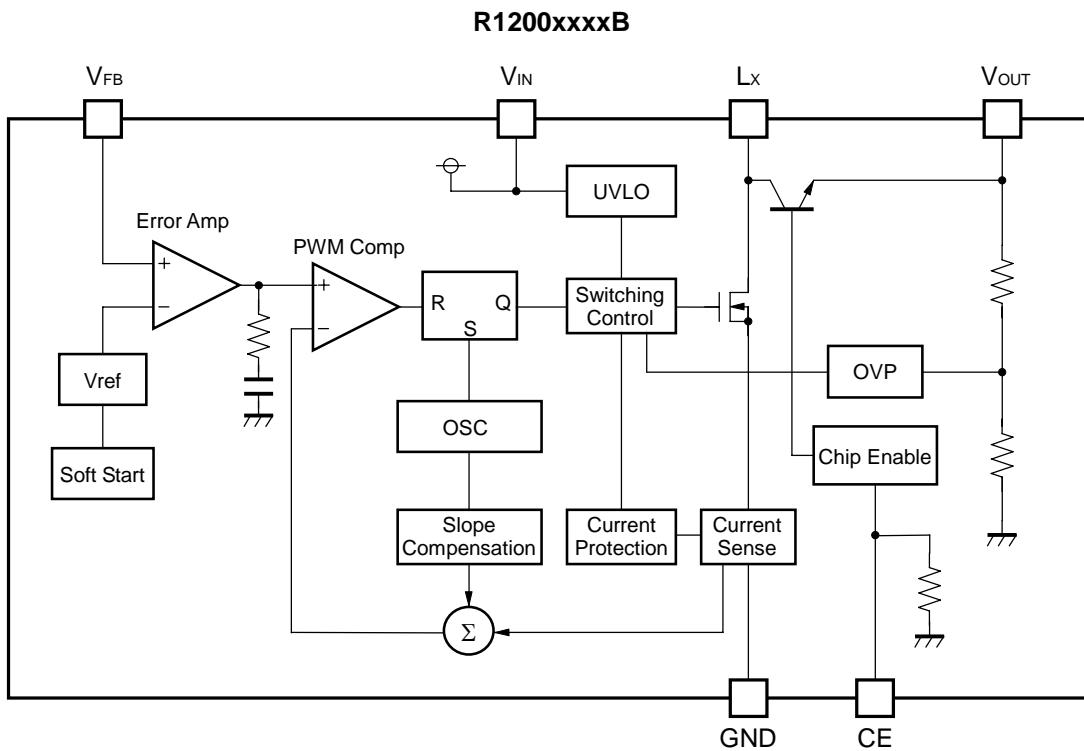 R1200xxxxB
VFB
VIN
LX
VOUT
UVLO
Error Amp
PWM Comp
+
−
+
−
R
Q
S
Switching
Control
Vref
OVP
OSC
Soft Start
Chip Enable
Slope
Compensation
Current
Protection
Current
Sense
Σ
GND
CE